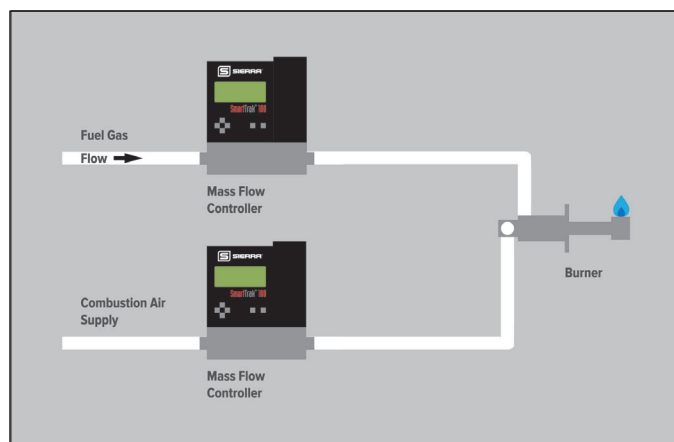 SIERRA
SmartTrak 100
Fuel Gas
Flow
Mass Flow
Controller
SIERRA
SmartTrak 100
Combustion Air
Supply
Burner
Mass Flow
Controller